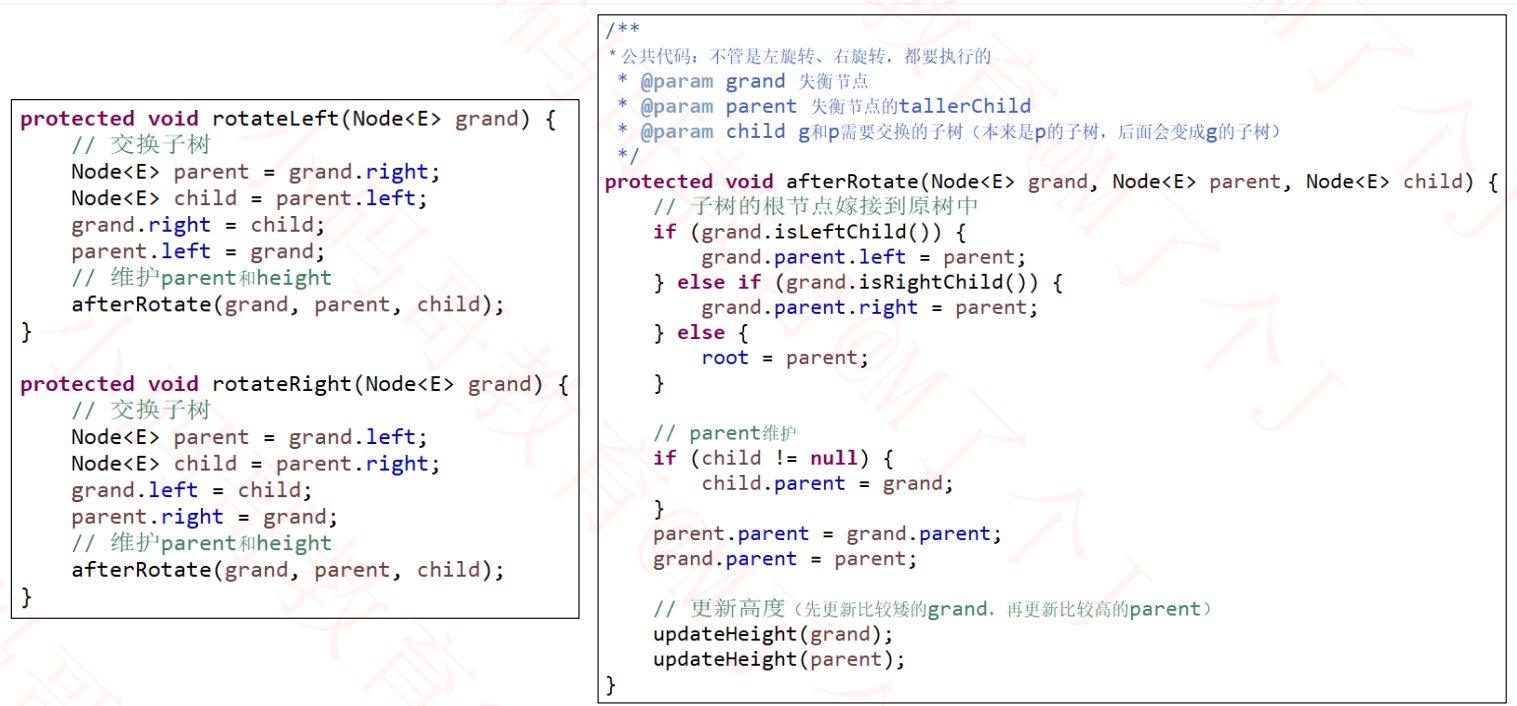 protected void rotateLeft(Node<E> grand) {
// 交换子树
Node<E> parent = grand.right;
Node<E> child = parent.left;
grand.right = child;
parent.left = grand;
// 维护parent和height
afterRotate(grand, parent, child);
}
protected void rotateRight(Node<E> grand) {
// 交换子树
Node<E> parent = grand.left;
Node<E> child = parent.right;
grand.left = child;
parent.right = grand;
// 维护parent和height
afterRotate(grand, parent, child);
}
/**
* 公共代码：不管是左旋转、右旋转，都要执行的
* @param grand 失衡节点
* @param parent 失衡节点的tallerChild
* @param child g和p需要交换的子树（本来是p的子树，后面会变成g的子树）
*/
protected void afterRotate(Node<E> grand, Node<E> parent, Node<E> child) {
// 子树的根节点嫁接到原树中
if (grand.isLeftChild()) {
grand.parent.left = parent;
} else if (grand.isRightChild()) {
grand.parent.right = parent;
} else {
root = parent;
}
// parent维护
if (child != null) {
child.parent = grand;
}
parent.parent = grand.parent;
grand.parent = parent;
// 更新高度（先更新比较矮的grand，再更新比较高的parent）
updateHeight(grand);
updateHeight(parent);
}
小码哥教育@M了个J